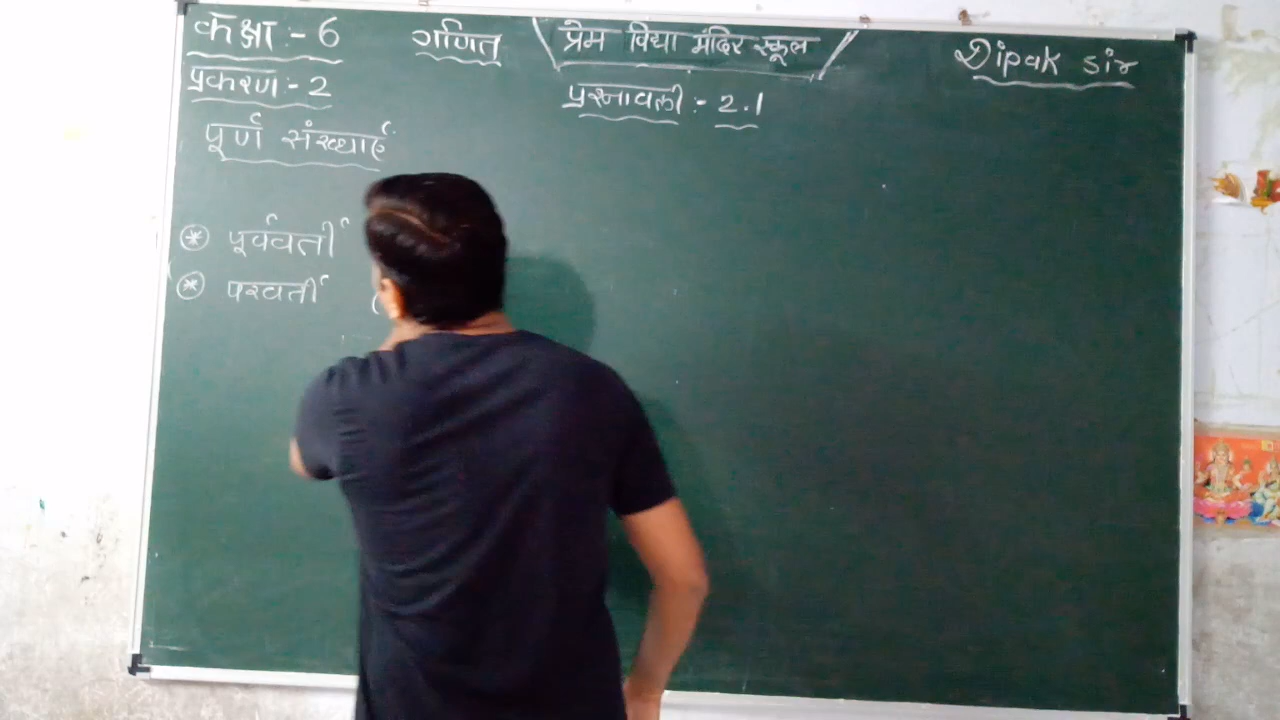 कक्षा :- 6 गणित प्रेम विद्या मंदिर स्कूल Dipak sir
प्रकरण :- 2 प्रश्नावली :- 2.1
पूर्ण संख्याएँ
* पूर्ववर्ती
* परवर्ती (